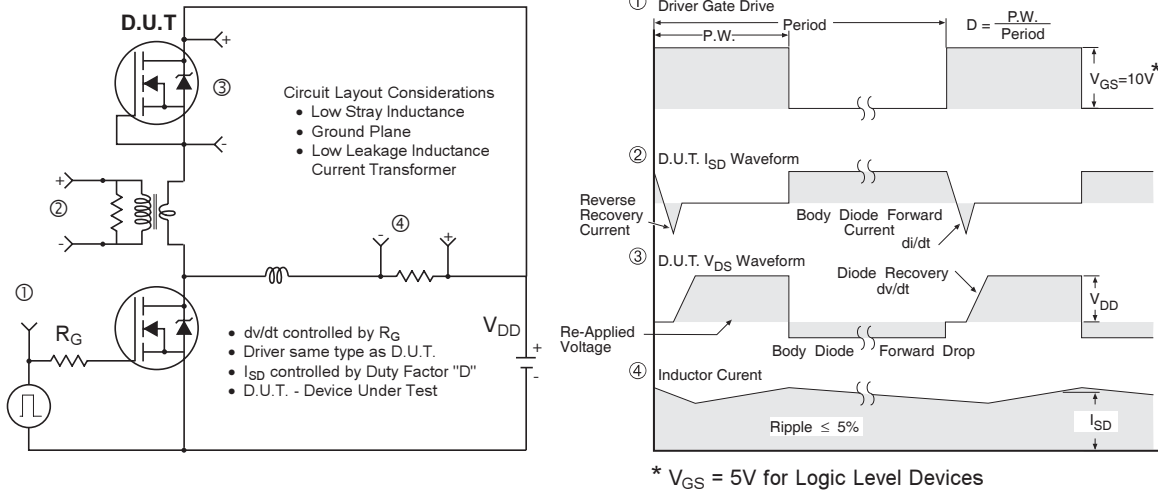 D.U.T
+
③
-
Circuit Layout Considerations
• Low Stray Inductance
• Ground Plane
• Low Leakage Inductance
Current Transformer
+
②
-
④
-
+
①
R_G
• dv/dt controlled by R_G
• Driver same type as D.U.T.
• I_SD controlled by Duty Factor "D"
• D.U.T. - Device Under Test
V_DD
+
-
① Driver Gate Drive
P.W.
Period
D = P.W. / Period
V_GS=10V*
② D.U.T. I_SD Waveform
Reverse
Recovery
Current
Body Diode Forward
Current
di/dt
③ D.U.T. V_DS Waveform
Diode Recovery
dv/dt
V_DD
Re-Applied
Voltage
Body Diode Forward Drop
④ Inductor Curent
Ripple ≤ 5%
I_SD
* V_GS = 5V for Logic Level Devices